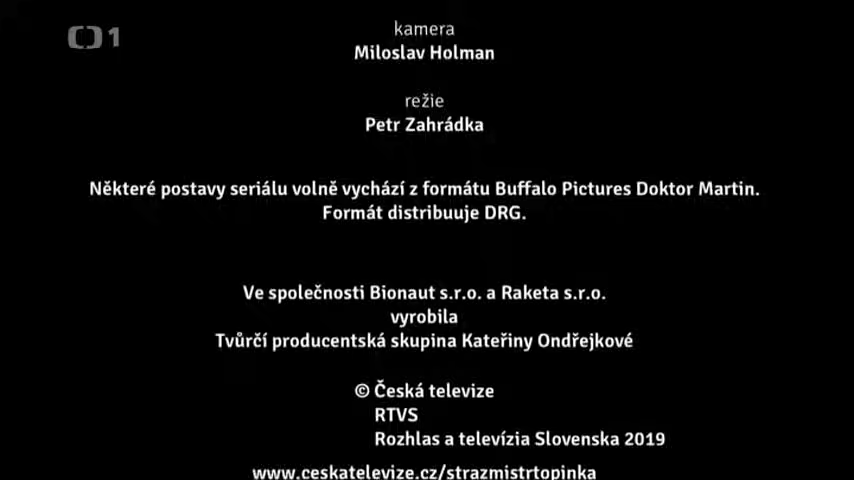 1
kamera
Miloslav Holman
režie
Petr Zahrádka
Některé postavy seriálu volně vychází z formátu Buffalo Pictures Doktor Martin.
Formát distribuuje DRG.
Ve společnosti Bionaut s.r.o. a Raketa s.r.o.
vyrobila
Tvůrčí producentská skupina Kateřiny Ondřejkové
© Česká televize
RTVS
Rozhlas a televízia Slovenska 2019
www.ceskatelevize.cz/strazmistrtopinka